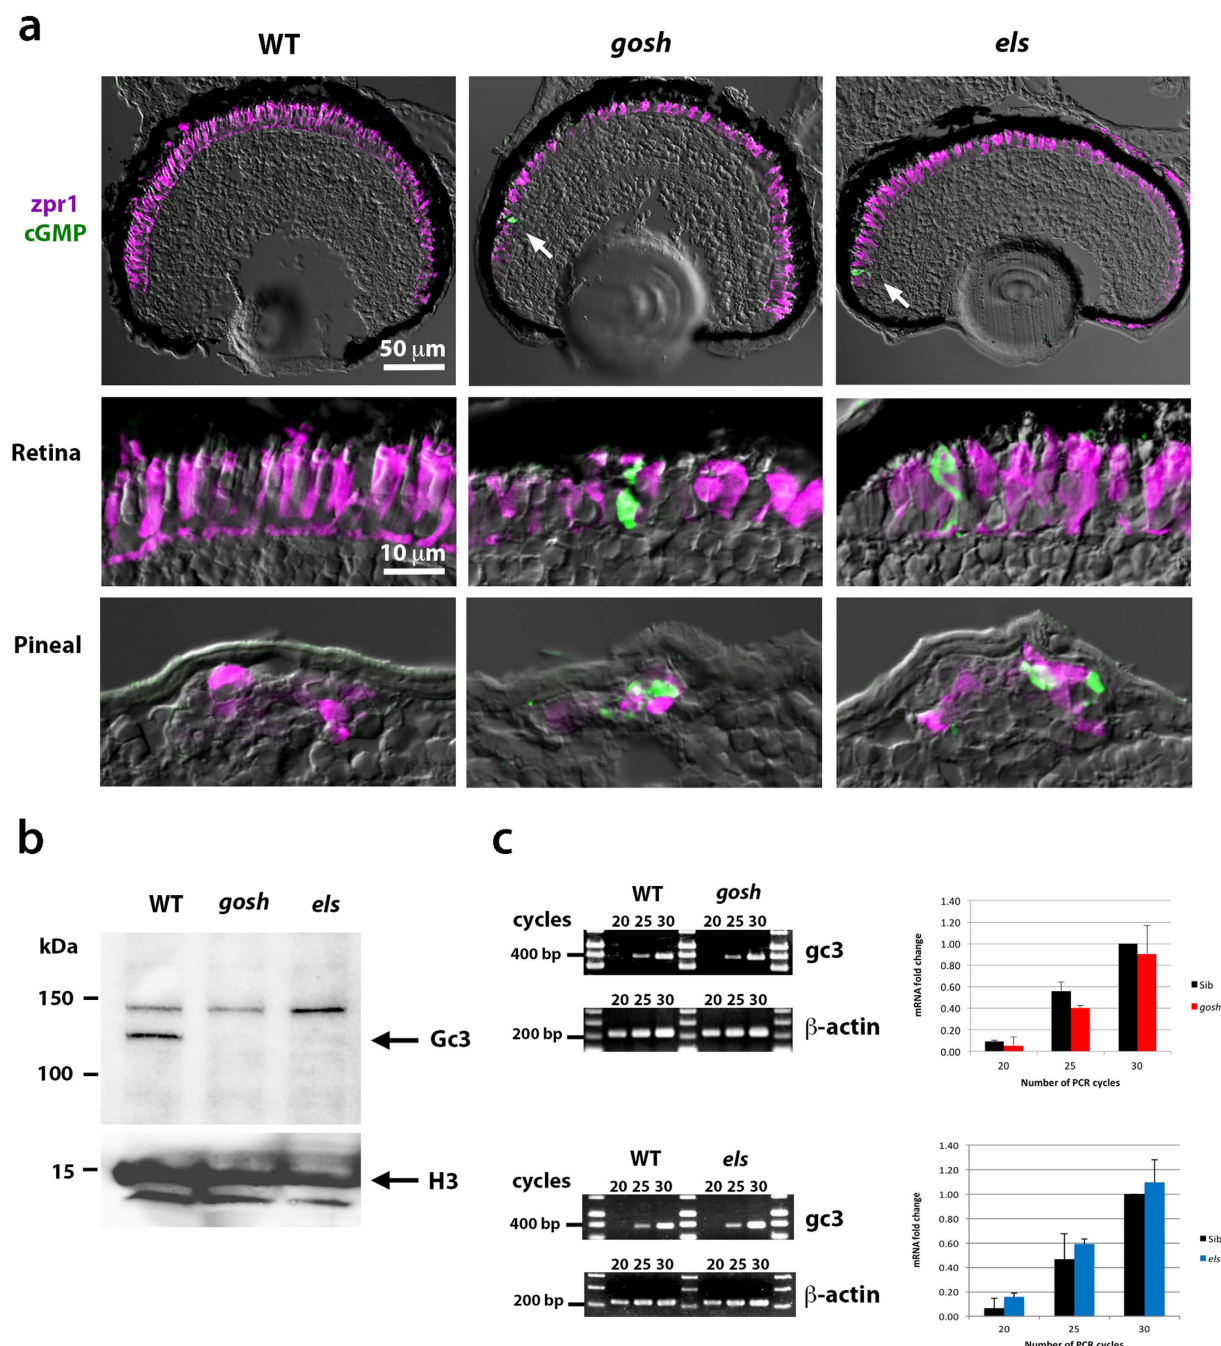 a
WT gosh els
zpr1
cGMP
50 μm
Retina
10 μm
Pineal
b
WT gosh els
kDa
150
Gc3
100
15
H3
c
WT gosh
cycles 20 25 30 20 25 30
400 bp gc3
20 25 30 20 25 30
200 bp β-actin
mRNA fold change
1.40
1.20
1.00
0.80
0.60
0.40
0.20
0.00
20 25 30
Number of PCR cycles
Sib
gosh
WT els
cycles 20 25 30 20 25 30
400 bp gc3
20 25 30 20 25 30
200 bp β-actin
mRNA fold change
1.40
1.20
1.00
0.80
0.60
0.40
0.20
0.00
20 25 30
Number of PCR cycles
Sib
els